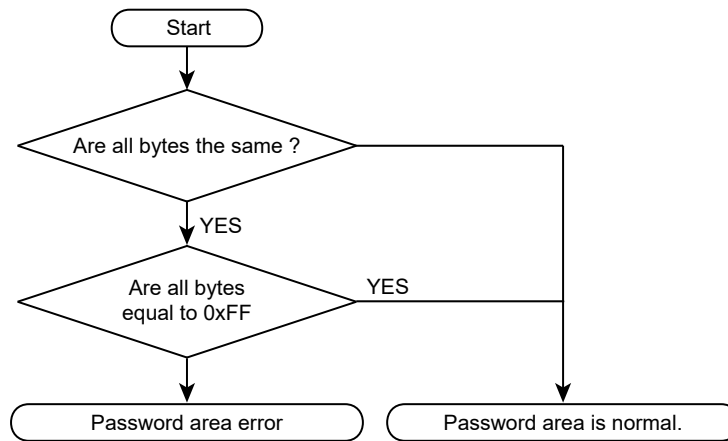 Start
Are all bytes the same ?
YES
Are all bytes
equal to 0xFF
YES
Password area error
Password area is normal.